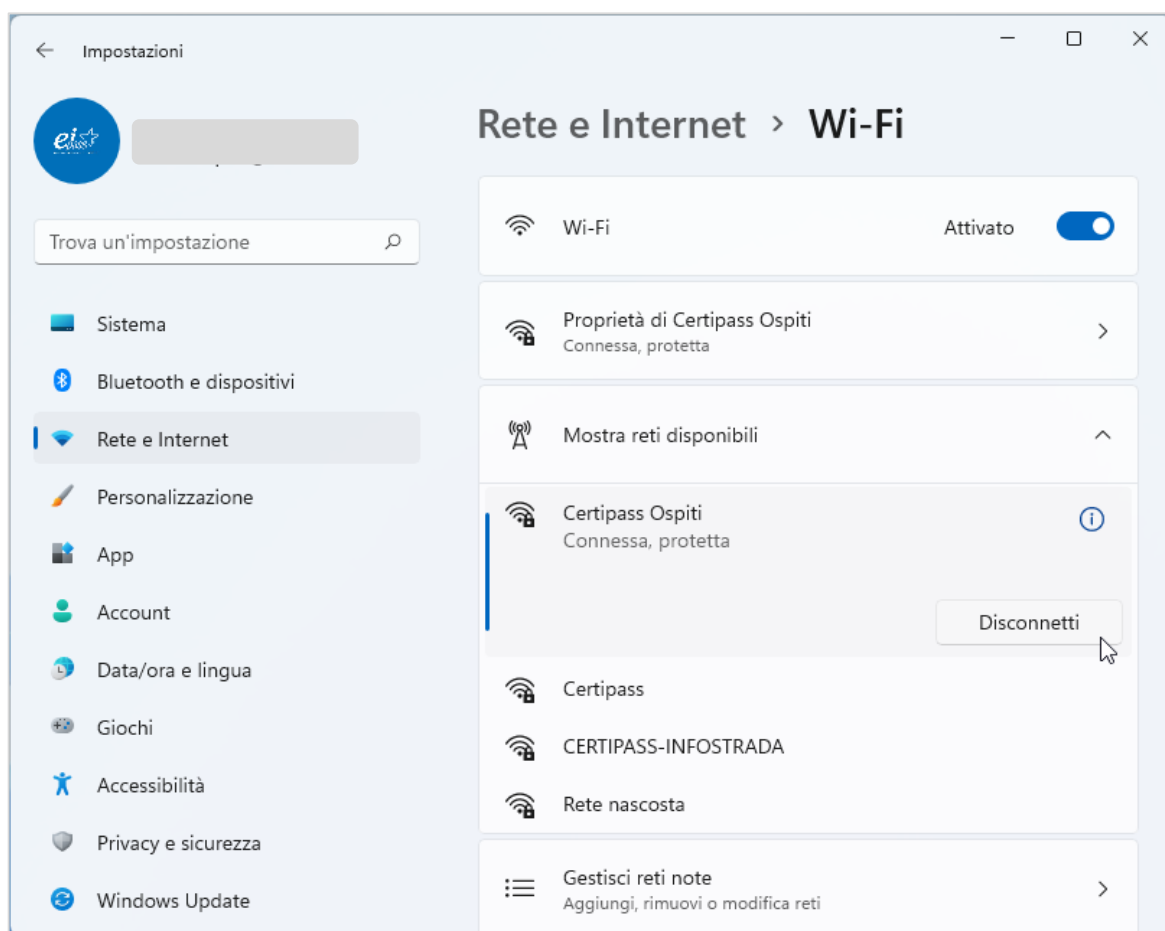 Impostazioni
ei
Trova un'impostazione
Sistema
Bluetooth e dispositivi
Rete e Internet
Personalizzazione
App
Account
Data/ora e lingua
Giochi
Accessibilità
Privacy e sicurezza
Windows Update
Rete e Internet > Wi-Fi
Wi-Fi Attivato
Proprietà di Certipass Ospiti
Connessa, protetta
Mostra reti disponibili
Certipass Ospiti
Connessa, protetta
Disconnetti
Certipass
CERTIPASS-INFOSTRADA
Rete nascosta
Gestisci reti note
Aggiungi, rimuovi o modifica reti